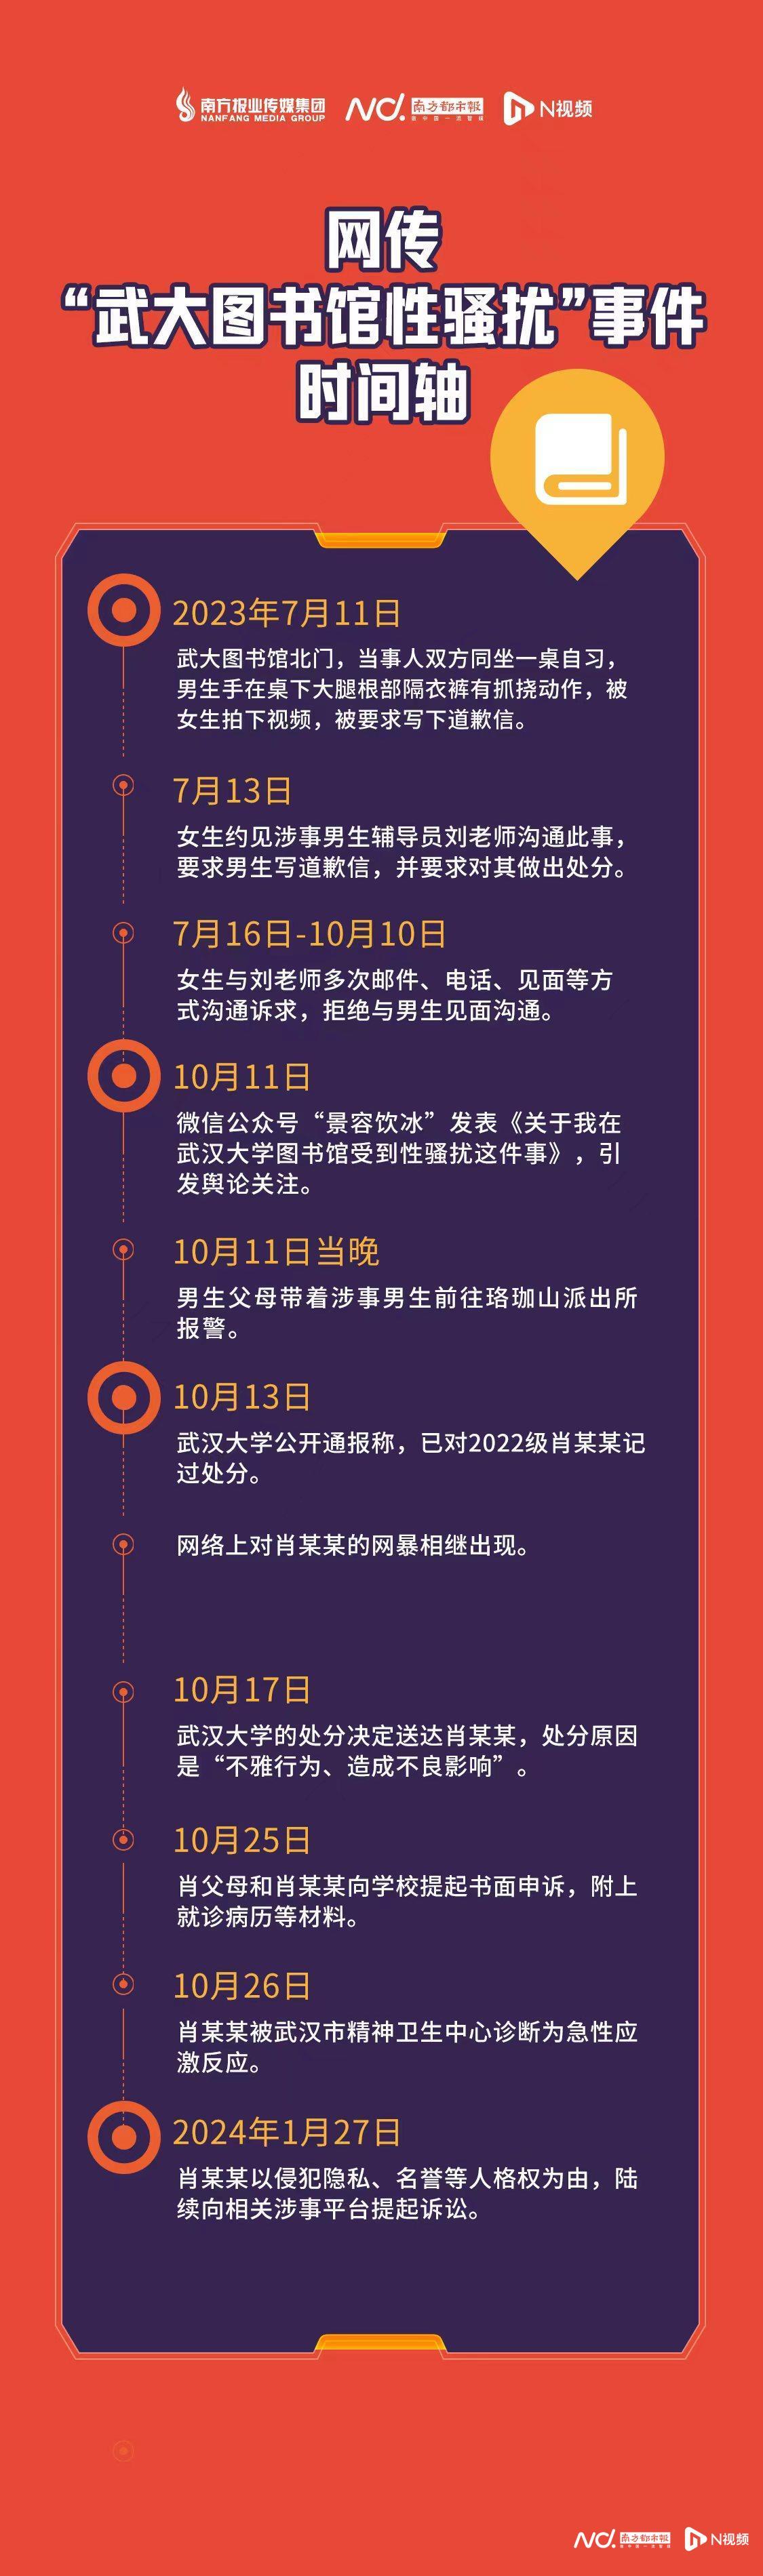 南方报业传媒集团
NANFANG MEDIA GROUP
南方都市报
N视频
网传
“武大图书馆性骚扰”事件
时间轴
2023年7月11日
武大图书馆北门，当事人双方同坐一桌自习，
男生手在桌下大腿根部隔衣裤有抓挠动作，被
女生拍下视频，被要求写下道歉信。
7月13日
女生约见涉事男生辅导员刘老师沟通此事，
要求男生写道歉信，并要求对其做出处分。
7月16日-10月10日
女生与刘老师多次邮件、电话、见面等方
式沟通诉求，拒绝与男生见面沟通。
10月11日
微信公众号“景容饮冰”发表《关于我在
武汉大学图书馆受到性骚扰这件事》，引
发舆论关注。
10月11日当晚
男生父母带着涉事男生前往珞珈山派出所
报警。
10月13日
武汉大学公开通报称，已对2022级肖某某记
过处分。
网络上对肖某某的网暴相继出现。
10月17日
武汉大学的处分决定送达肖某某，处分原因
是“不雅行为、造成不良影响”。
10月25日
肖父母和肖某某向学校提起书面申诉，附上
就诊病历等材料。
10月26日
肖某某被武汉市精神卫生中心诊断为急性应
激反应。
2024年1月27日
肖某某以侵犯隐私、名誉等人格权为由，陆
续向相关涉事平台提起诉讼。
南方都市报
N视频